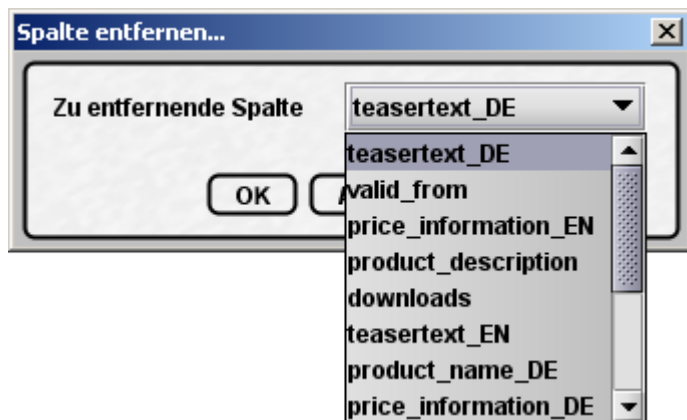 Spalte entfernen...
Zu entfernende Spalte
teasertext_DE
teasertext_DE
valid_from
OK
price_information_EN
product_description
downloads
teasertext_EN
product_name_DE
price_information_DE